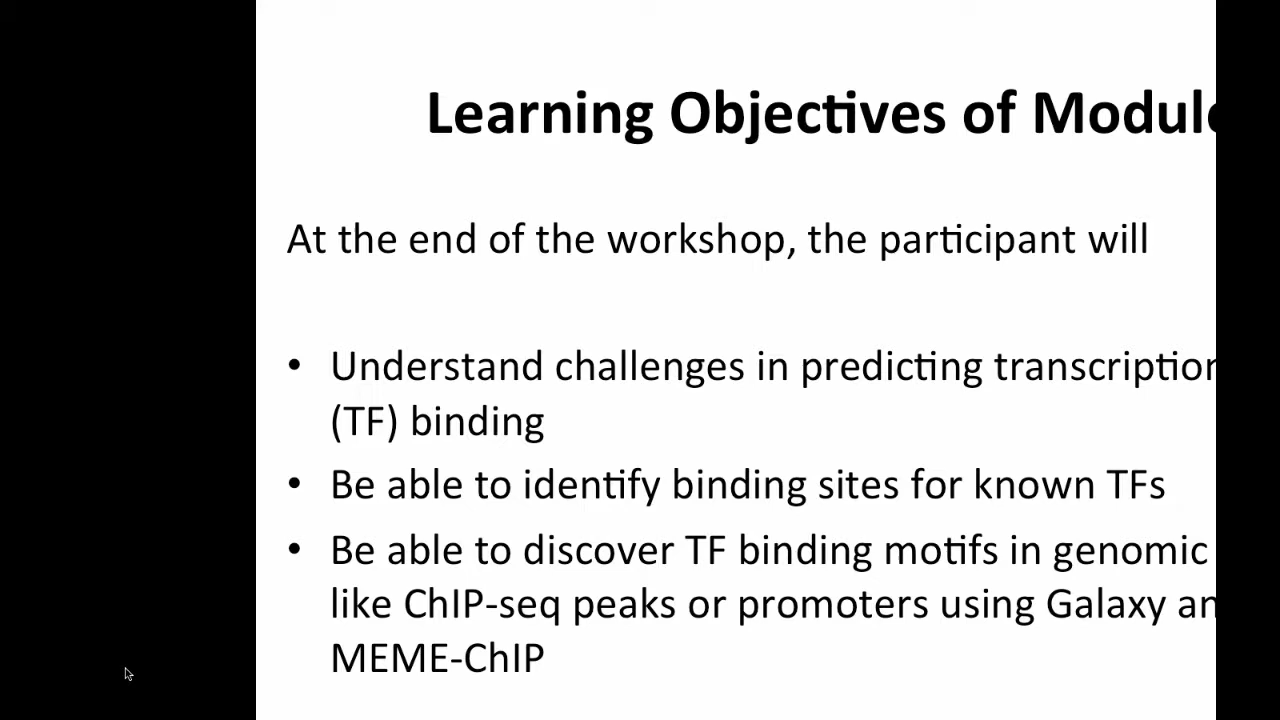 Learning Objectives of Module
At the end of the workshop, the participant will
• Understand challenges in predicting transcription
(TF) binding
• Be able to identify binding sites for known TFs
• Be able to discover TF binding motifs in genomic
like ChIP-seq peaks or promoters using Galaxy an
MEME-ChIP